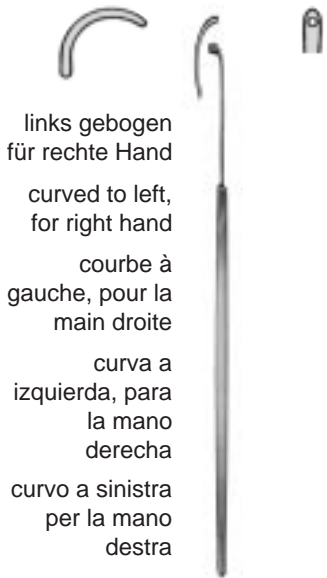 links gebogen
für rechte Hand
curved to left,
for right hand
courbe à
gauche, pour la
main droite
curva a
izquierda, para
la mano
derecha
curvo a sinistra
per la mano
destra